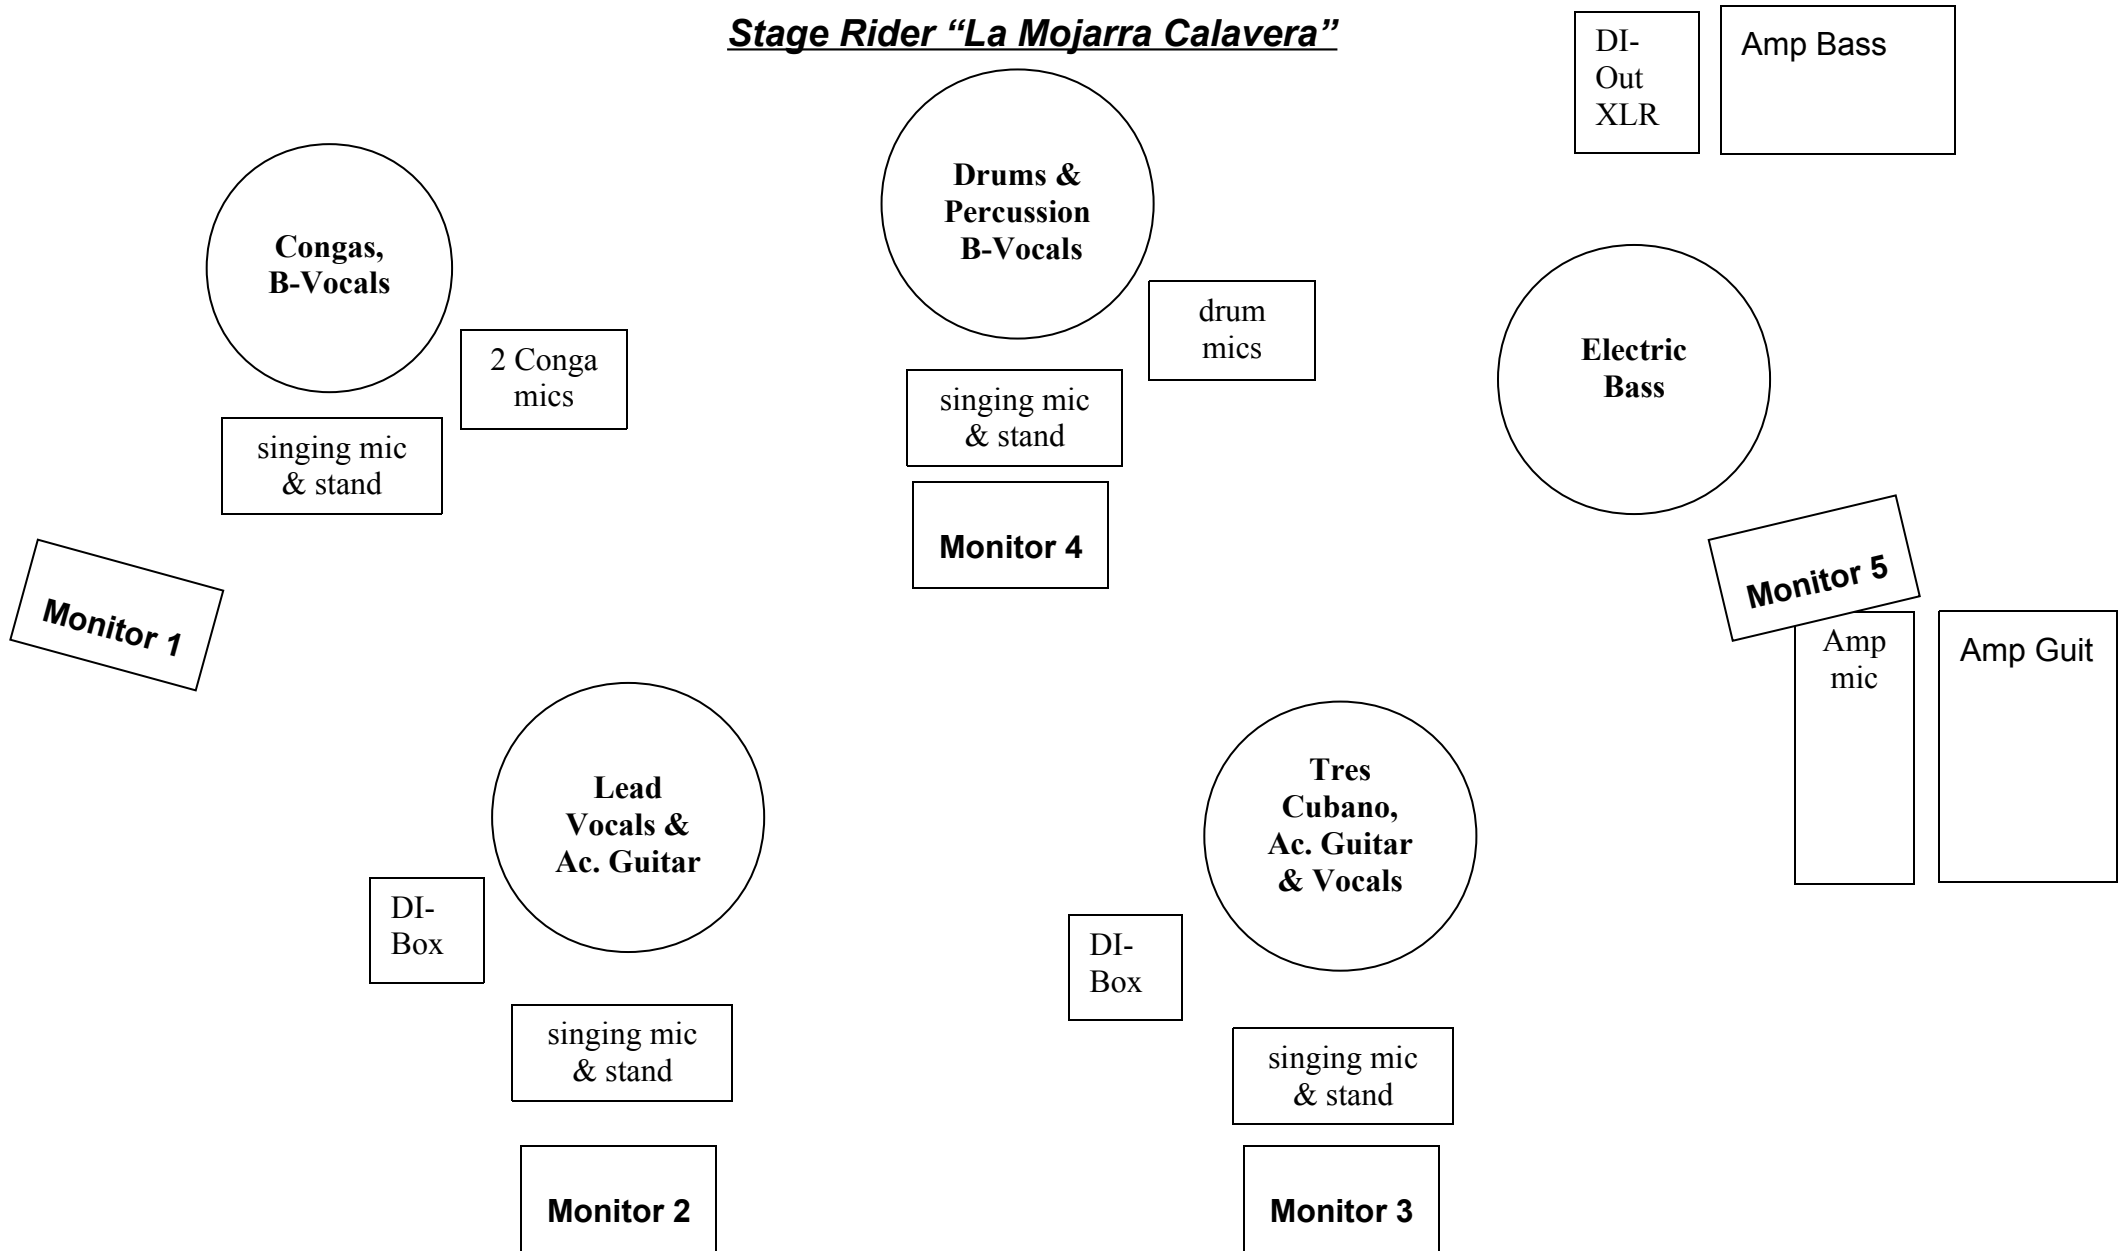 Stage Rider “La Mojarra Calavera”
DI-
Out
XLR
Amp Bass
Drums &
Percussion
B-Vocals
Congas,
B-Vocals
drum
mics
Electric
Bass
2 Conga
mics
singing mic
& stand
singing mic
& stand
Monitor 4
Monitor 5
Monitor 1
Amp
mic
Amp Guit
Lead
Vocals &
Ac. Guitar
Tres
Cubano,
Ac. Guitar
& Vocals
DI-
Box
DI-
Box
singing mic
& stand
singing mic
& stand
Monitor 2
Monitor 3